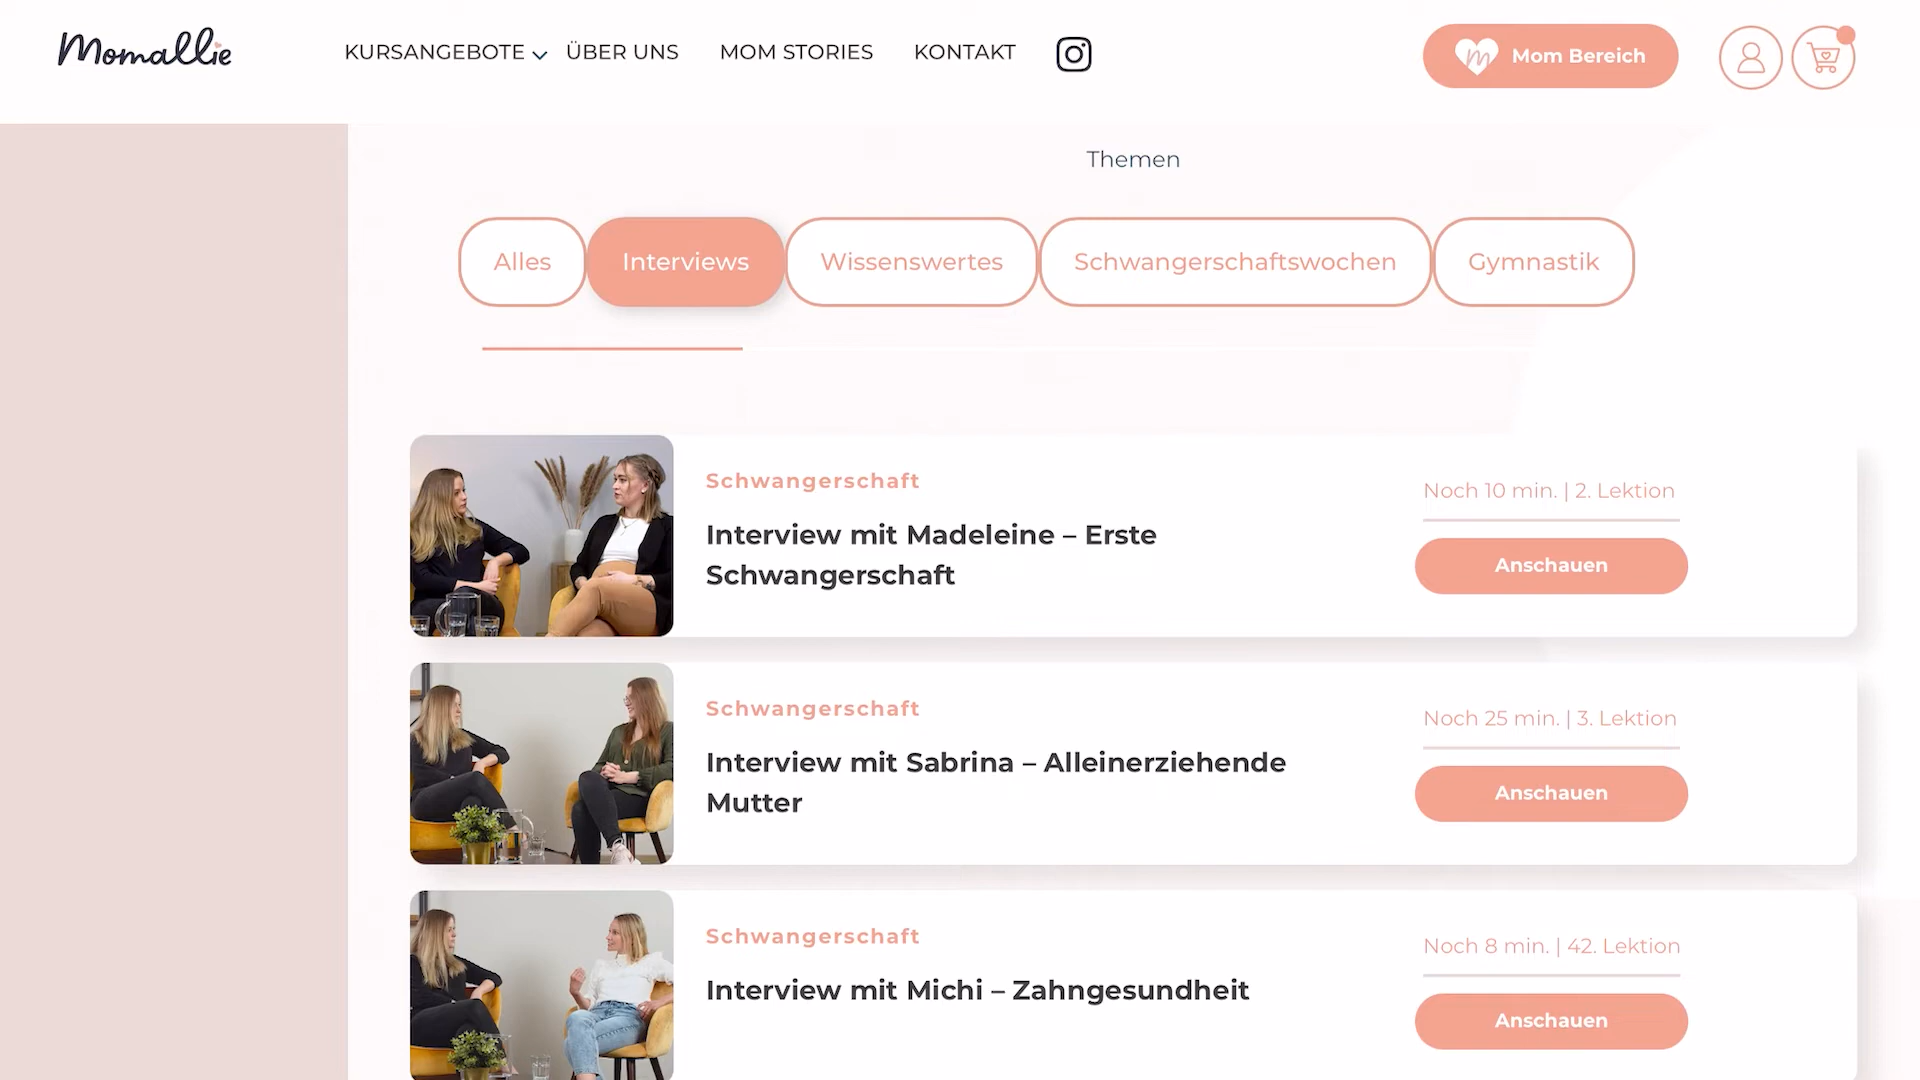 Momallie
KURSANGEBOTE ÜBER UNS MOM STORIES KONTAKT
m Mom Bereich
Themen
Alles Interviews Wissenswertes Schwangerschaftswochen Gymnastik
Schwangerschaft
Interview mit Madeleine – Erste
Schwangerschaft
Noch 10 min. | 2. Lektion
Anschauen
Schwangerschaft
Interview mit Sabrina – Alleinerziehende
Mutter
Noch 25 min. | 3. Lektion
Anschauen
Schwangerschaft
Interview mit Michi – Zahngesundheit
Noch 8 min. | 42. Lektion
Anschauen